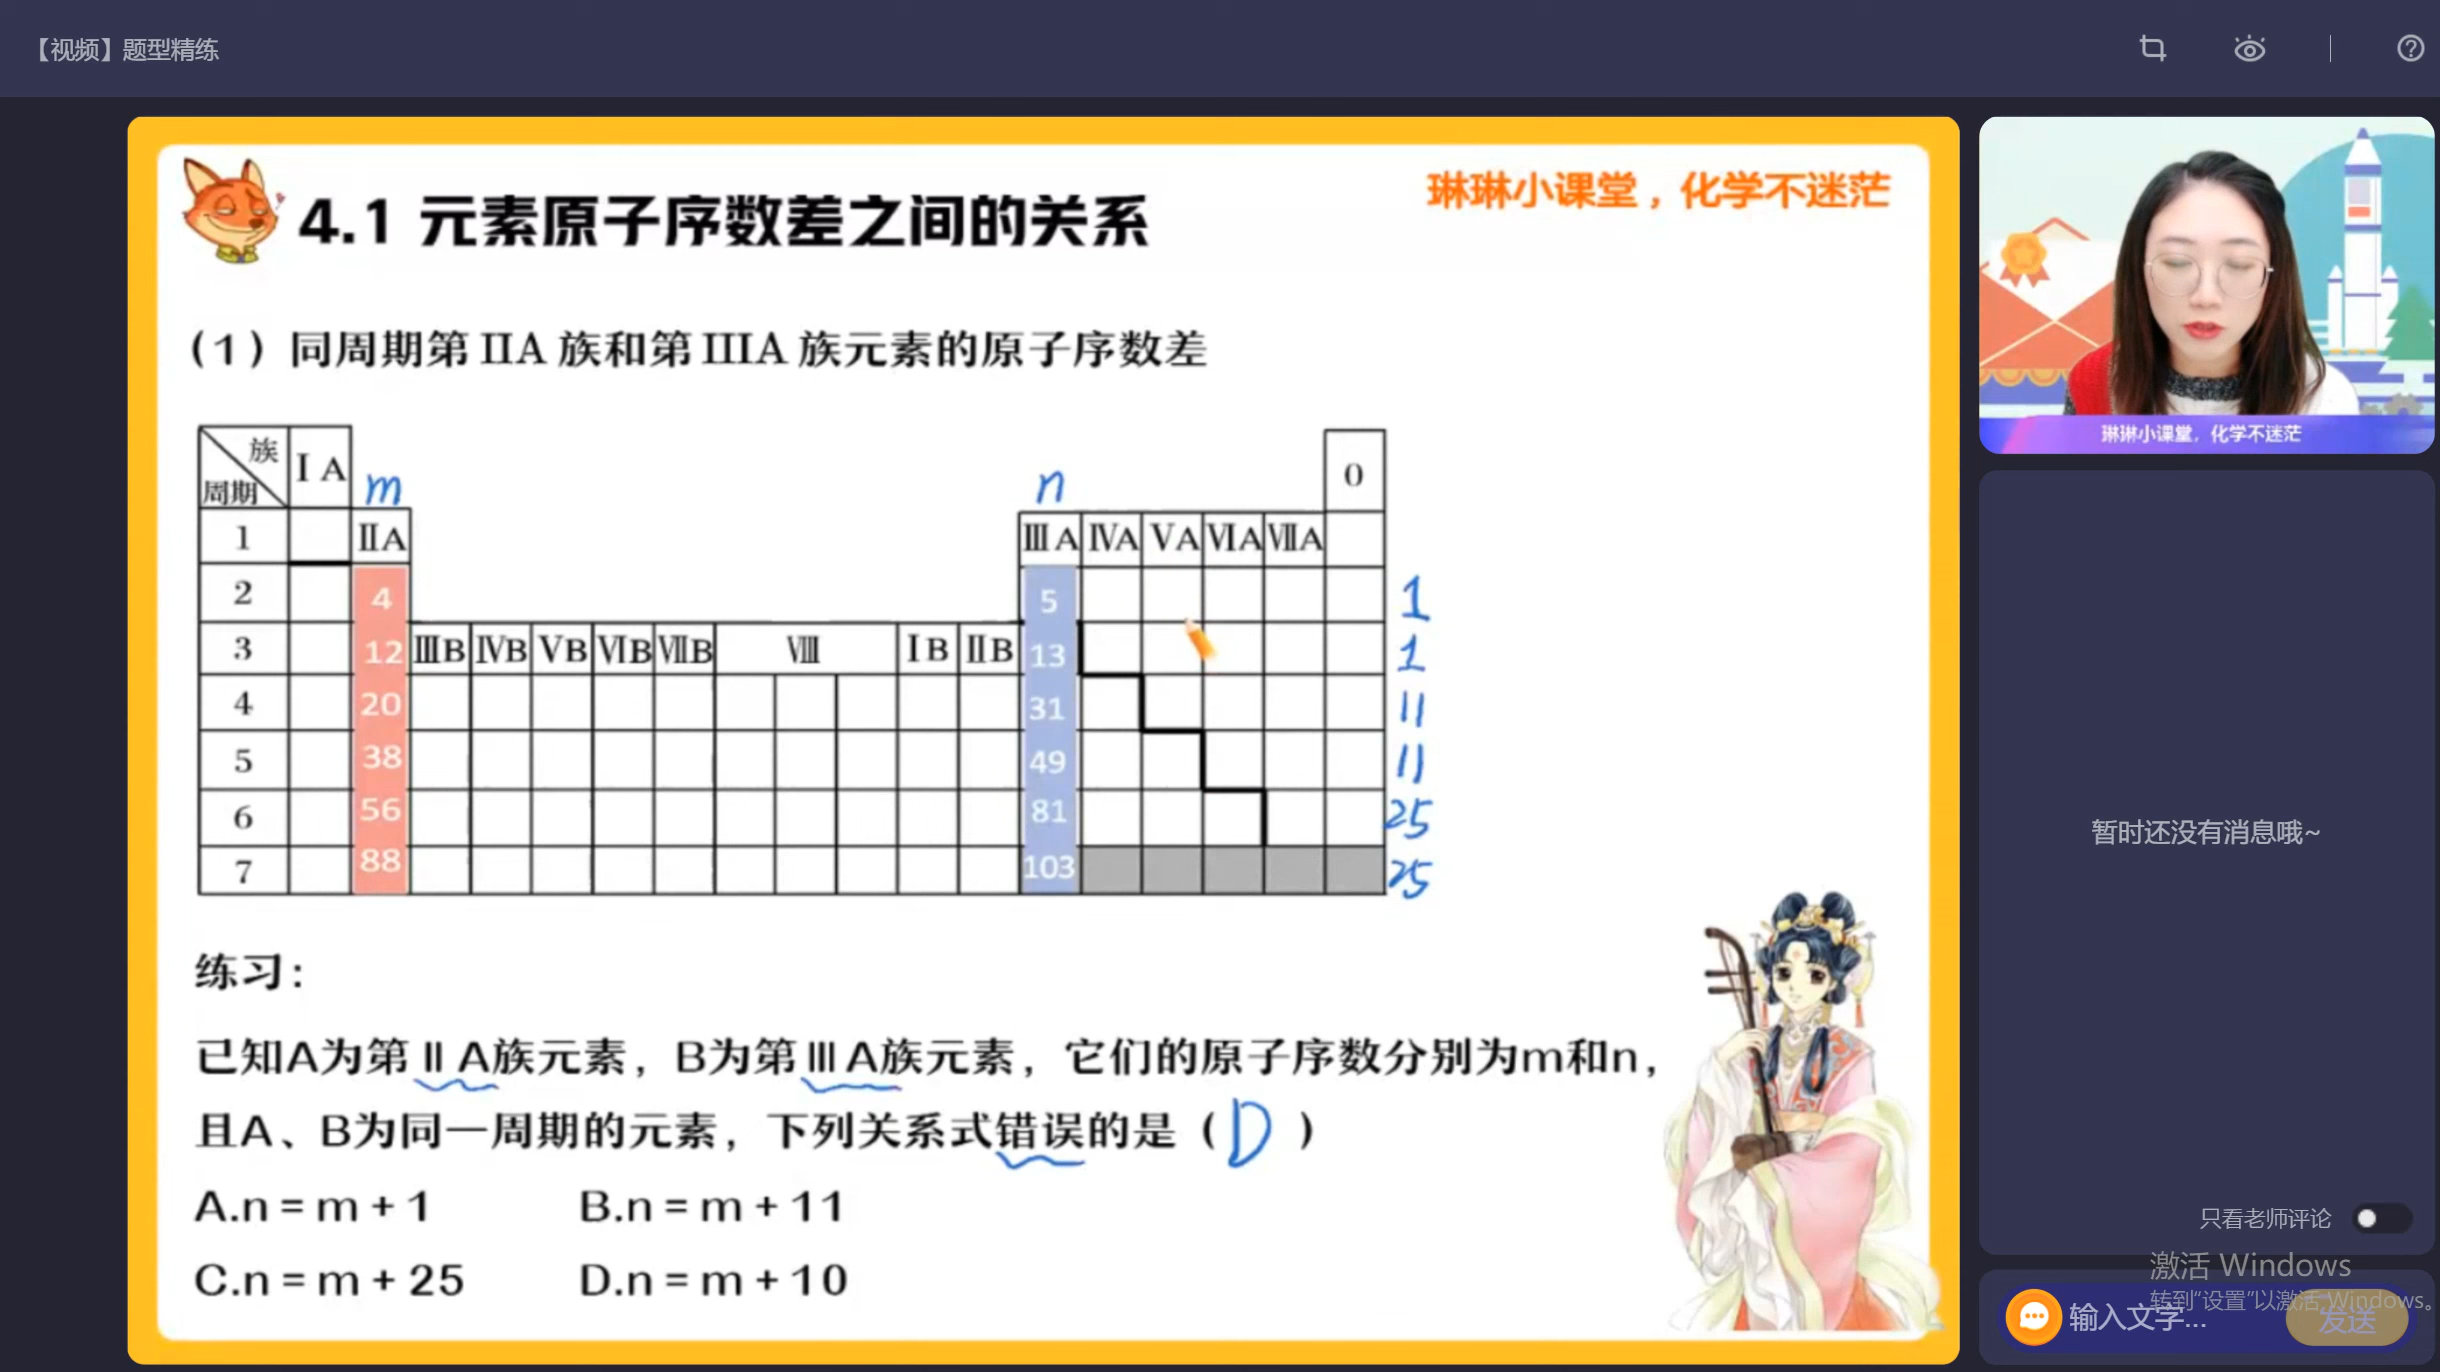 【视频】题型精练
4.1 元素原子序数差之间的关系
琳琳小课堂，化学不迷茫
（1）同周期第 IIA 族和第 IIIA 族元素的原子序数差
族
周期
I A
m
n
0
1 IIA IIIA IVA VA VIA VIIA
2 4 5 1
3 12 IIIB IVB VB VIB VIIB VIII IB IIB 13 1
4 20 31 11
5 38 49 11
6 56 81 25
7 88 103 25
练习：
已知A为第 II A族元素，B为第 III A族元素，它们的原子序数分别为m和n，
且A、B为同一周期的元素，下列关系式错误的是（ D ）
A.n = m + 1 B.n = m + 11
C.n = m + 25 D.n = m + 10
琳琳小课堂，化学不迷茫
暂时还没有消息哦~
只看老师评论
激活 Windows
转到"设置"以激活 Windows。
输入文字...
发送